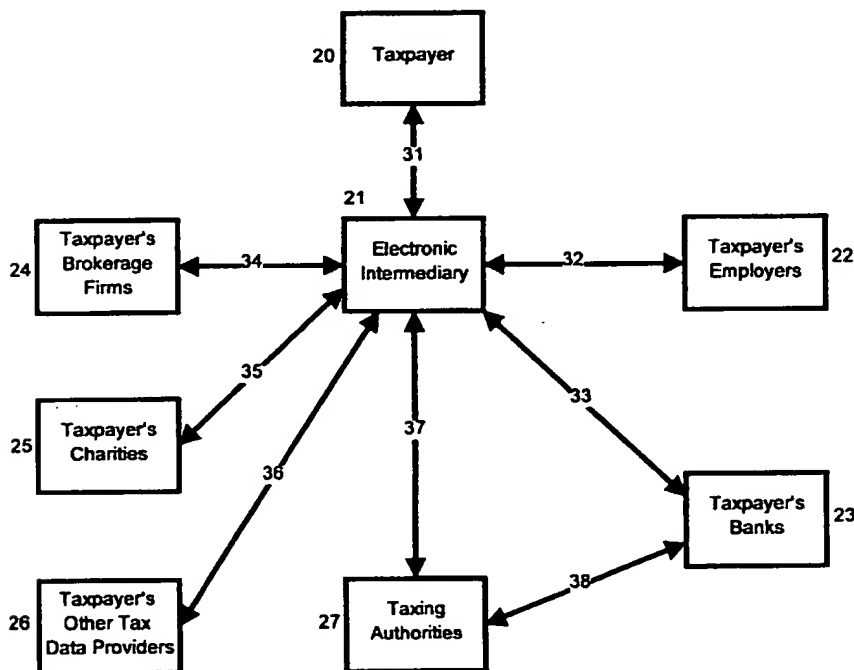 20
Taxpayer
31
21
Electronic
Intermediary
24
Taxpayer's
Brokerage
Firms
34
32
Taxpayer's
Employers
22
35
33
25
Taxpayer's
Charities
36
37
Taxpayer's
Banks
23
38
26
Taxpayer's
Other Tax
Data Providers
27
Taxing
Authorities